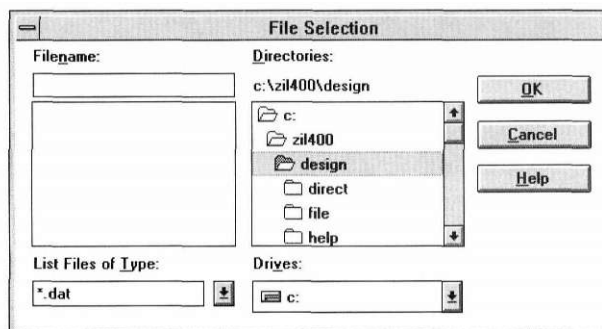 File Selection
Filename:
Directories:
c:\zil400\design
c:
zil400
design
direct
file
help
OK
Cancel
Help
List Files of Type:
*.dat
Drives:
c: